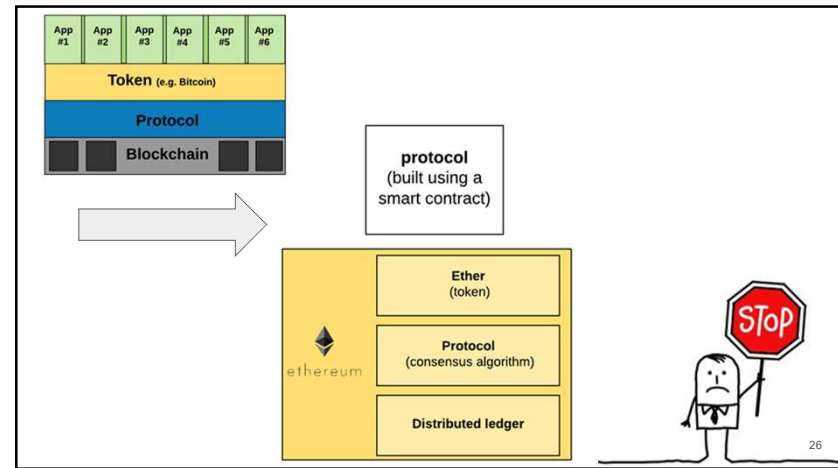 App #1
App #2
App #3
App #4
App #5
App #6
Token (e.g. Bitcoin)
Protocol
Blockchain
protocol
(built using a
smart contract)
Ether
(token)
ethereum
Protocol
(consensus algorithm)
Distributed ledger
STOP
26